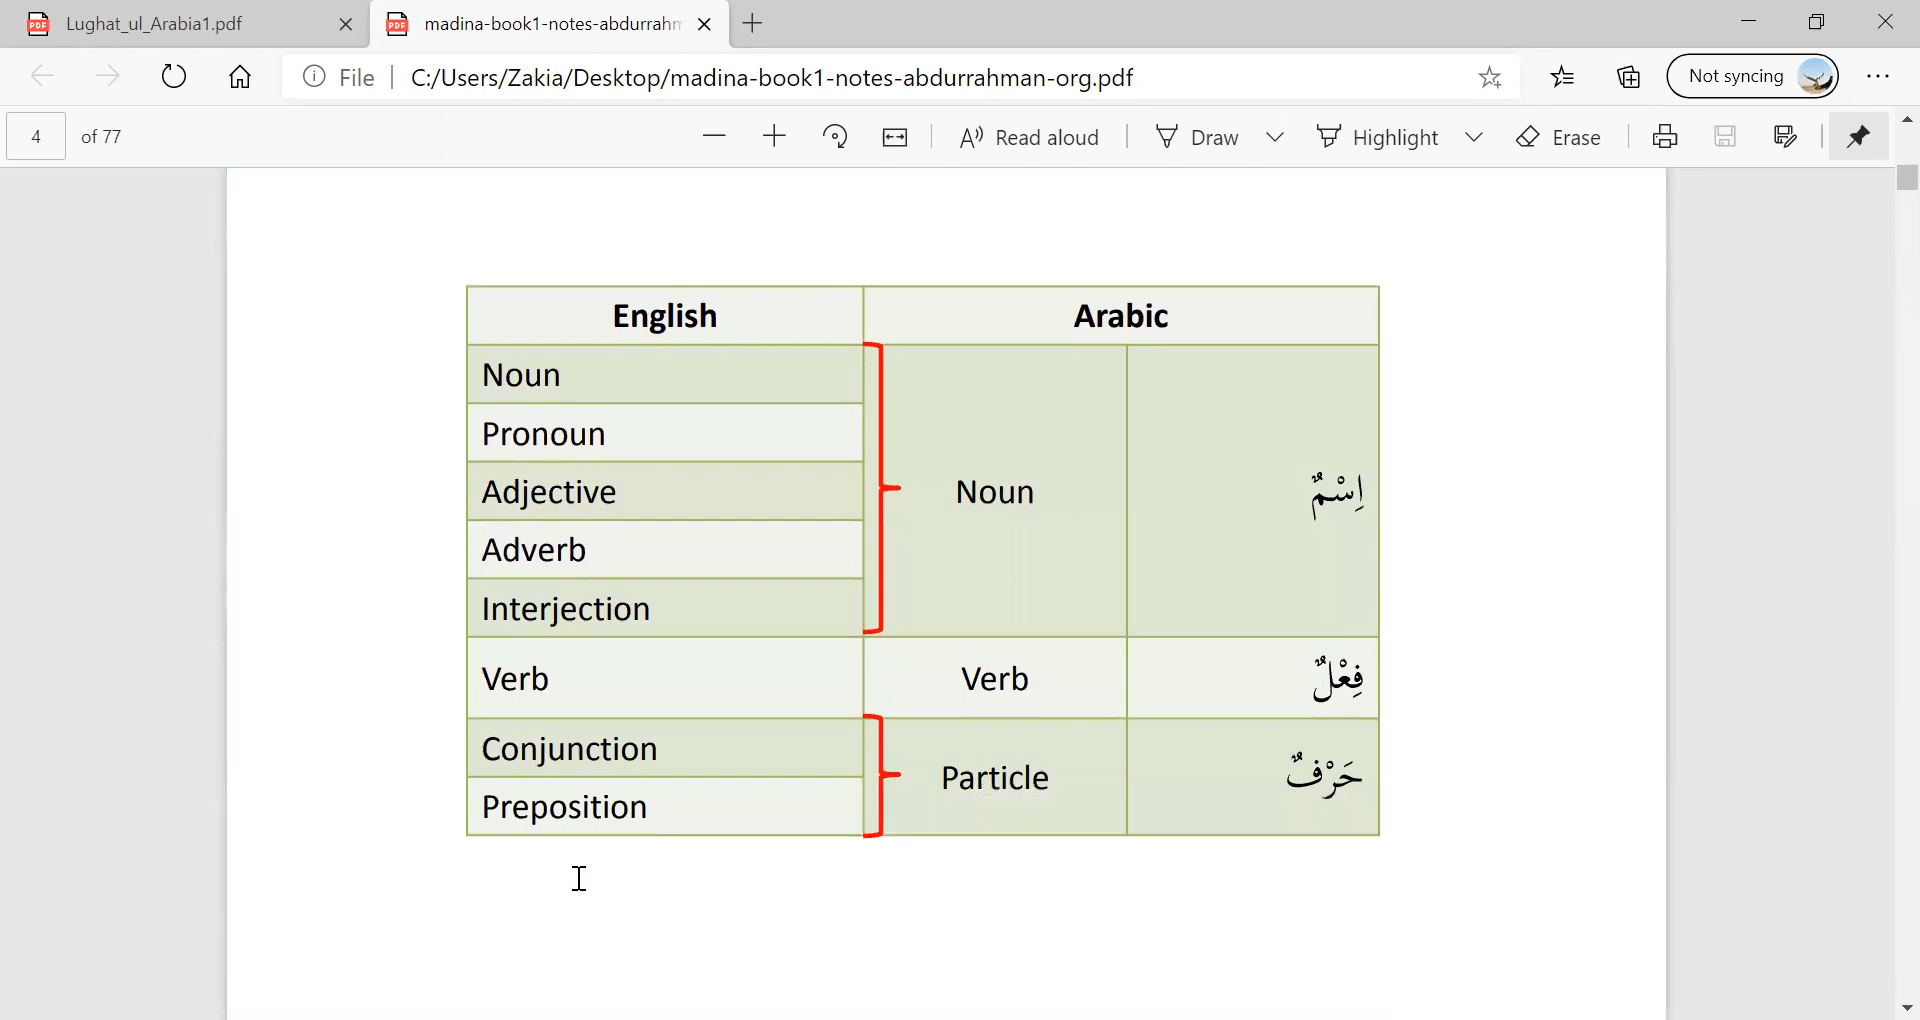 Lughat_ul_Arabia1.pdf
madina-book1-notes-abdurrahm
File
C:/Users/Zakia/Desktop/madina-book1-notes-abdurrahman-org.pdf
Not syncing
4 of 77
Read aloud
Draw
Highlight
Erase
English Arabic
Noun
Pronoun
Adjective
Adverb
Interjection
Noun اِسْمٌ
Verb Verb فِعْلٌ
Conjunction
Preposition
Particle حَرْفٌ